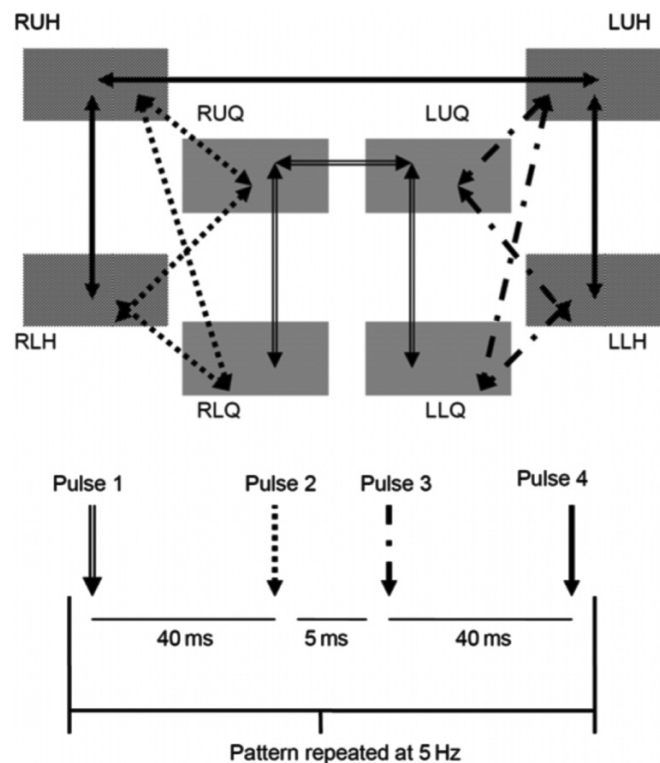 RUH LUH
RUQ LUQ
RLH LLH
RLQ LLQ
Pulse 1 Pulse 2 Pulse 3 Pulse 4
40 ms 5 ms 40 ms
Pattern repeated at 5 Hz